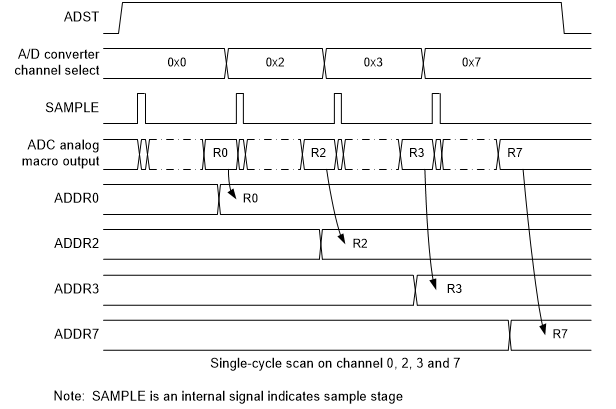 ADST
A/D converter
channel select
0x0 0x2 0x3 0x7
SAMPLE
ADC analog
macro output
R0 R2 R3 R7
ADDR0 R0
ADDR2 R2
ADDR3 R3
ADDR7 R7
Single-cycle scan on channel 0, 2, 3 and 7
Note: SAMPLE is an internal signal indicates sample stage